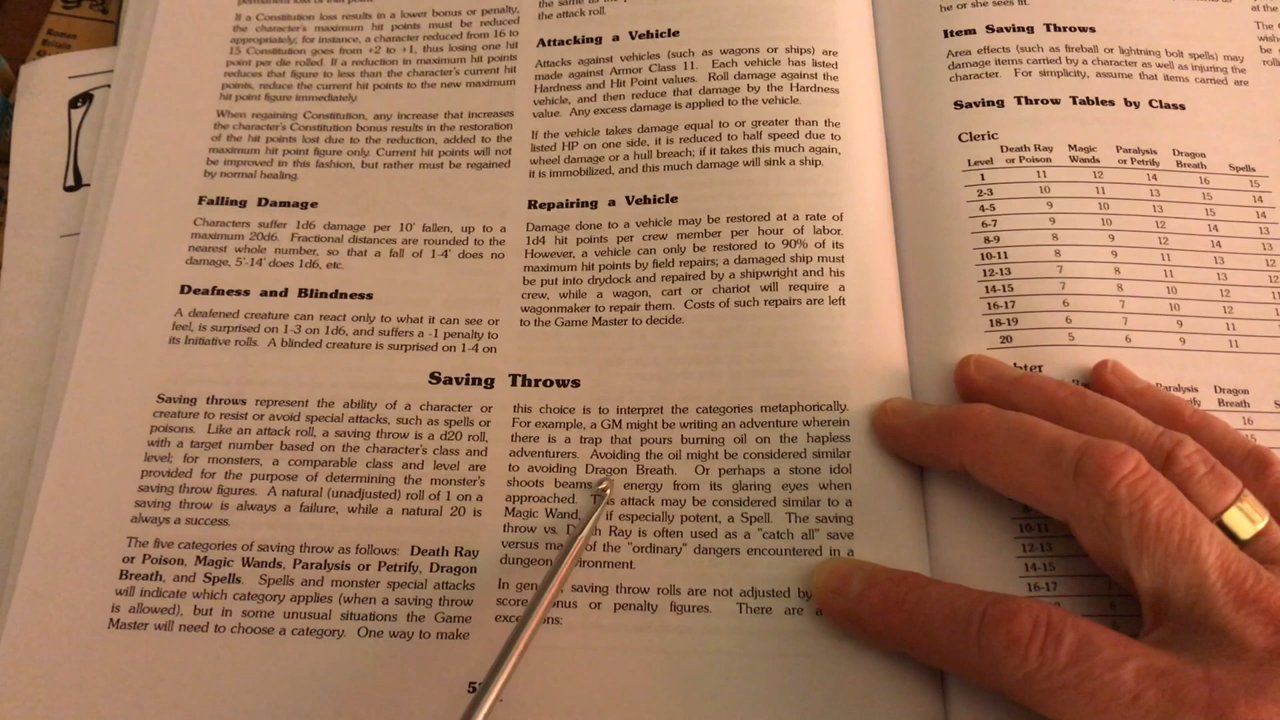 Roman
permanent loss of hit point
If a Constitution loss results in a lower bonus or penalty,
the character's maximum hit points must be reduced
appropriately; for instance, a character reduced from 16 to
15 Constitution goes from +2 to +1, thus losing one hit
point per die rolled. If a reduction in maximum hit points
reduces that figure to less than the character's current hit
points, reduce the current hit points to the new maximum
hit point figure immediately.
When regaining Constitution, any increase that increases
the character's Constitution bonus results in the restoration
of the hit points lost due to the reduction, added to the
maximum hit point figure only. Current hit points will not
be improved in this fashion, but rather must be regained
by normal healing.
Falling Damage
Characters suffer 1d6 damage per 10' fallen, up to a
maximum 20d6. Fractional distances are rounded to the
nearest whole number, so that a fall of 1-4' does no
damage, 5'-14' does 1d6, etc.
Deafness and Blindness
A deafened creature can react only to what it can see or
feel, is surprised on 1-3 on 1d6, and suffers a -1 penalty to
its Initiative rolls. A blinded creature is surprised on 1-4 on
the attack roll.
Attacking a Vehicle
Attacks against vehicles (such as wagons or ships) are
made against Armor Class 11. Each vehicle has listed
Hardness and Hit Point values. Roll damage against the
vehicle, and then reduce that damage by the Hardness
value. Any excess damage is applied to the vehicle.
If the vehicle takes damage equal to or greater than the
listed HP on one side, it is reduced to half speed due to
wheel damage or a hull breach; if it takes this much again,
it is immobilized, and this much damage will sink a ship.
Repairing a Vehicle
Damage done to a vehicle may be restored at a rate of
1d4 hit points per crew member per hour of labor.
However, a vehicle can only be restored to 90% of its
maximum hit points by field repairs; a damaged ship must
be put into drydock and repaired by a shipwright and his
crew, while a wagon, cart or chariot will require a
wagonmaker to repair them. Costs of such repairs are left
to the Game Master to decide.
Saving Throws
Saving throws represent the ability of a character or
creature to resist or avoid special attacks, such as spells or
poisons. Like an attack roll, a saving throw is a d20 roll,
with a target number based on the character's class and
level; for monsters, a comparable class and level are
provided for the purpose of determining the monster's
saving throw figures. A natural (unadjusted) roll of 1 on a
saving throw is always a failure, while a natural 20 is
always a success.
The five categories of saving throw as follows: Death Ray
or Poison, Magic Wands, Paralysis or Petrify, Dragon
Breath, and Spells. Spells and monster special attacks
will indicate which category applies (when a saving throw
is allowed), but in some unusual situations the Game
Master will need to choose a category. One way to make
this choice is to interpret the categories metaphorically.
For example, a GM might be writing an adventure wherein
there is a trap that pours burning oil on the hapless
adventurers. Avoiding the oil might be considered similar
to avoiding Dragon Breath. Or perhaps a stone idol
shoots beams energy from its glaring eyes when
approached. attack may be considered similar to a
Magic Wand, if especially potent, a Spell. The saving
throw vs. Ray is often used as a "catch all" save
versus of the "ordinary" dangers encountered in a
dungeon
In saving throw rolls are not adjusted by
score or penalty figures. There are a
he or she sees fit.
Item Saving Throws
Area effects (such as fireball or lightning bolt spells) may
damage items carried by a character as well as injuring the
character. For simplicity, assume that items carried are
Saving Throw Tables by Class
Cleric
Level Death Ray or Poison Magic Wands Paralysis or Petrify Dragon Breath Spells
1 11 12 14 16 15
2-3 10 11 13 15 14
4-5 9 10 13 15 14
6-7 9 10 12 14 13
8-9 8 9 12 14 13
10-11 8 9 11 13 12
12-13 7 8 11 13 12
14-15 7 8 10 12
16-17 6 7 10 12
18-19 6 7 9 11
20 5 6 9 11
Paralysis Dragon
Breath
16
15
10-11
12-13
14-15
16-17
at the
The